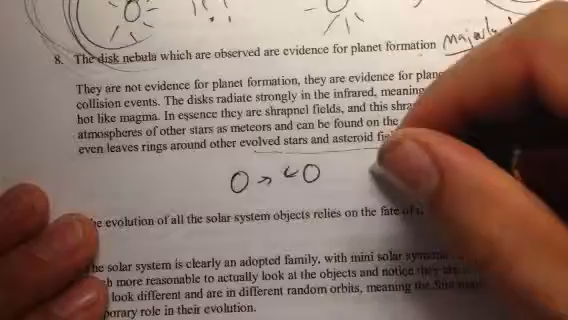 8. The disk nebula which are observed are evidence for planet formation majorly
They are not evidence for planet formation, they are evidence for
collision events. The disks radiate strongly in the infrared, meaning
hot like magma. In essence they are shrapnel fields, and this
atmospheres of other stars as meteors and can be found on the
even leaves rings around other evolved stars and asteroid
evolution of all the solar system objects relies on the fate
he solar system is clearly an adopted family, with mini solar
more reasonable to actually look at the objects and notice they
look different and are in different random orbits, meaning the
porary role in their evolution.